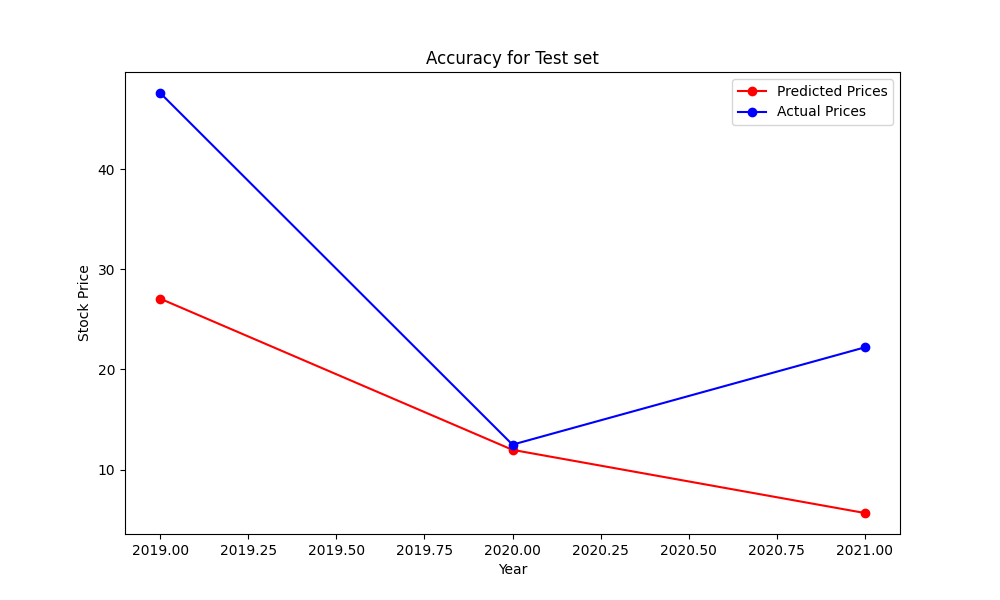 Accuracy for Test set
Predicted Prices
Actual Prices
Stock Price
40
30
20
10
2019.00 2019.25 2019.50 2019.75 2020.00 2020.25 2020.50 2020.75 2021.00
Year